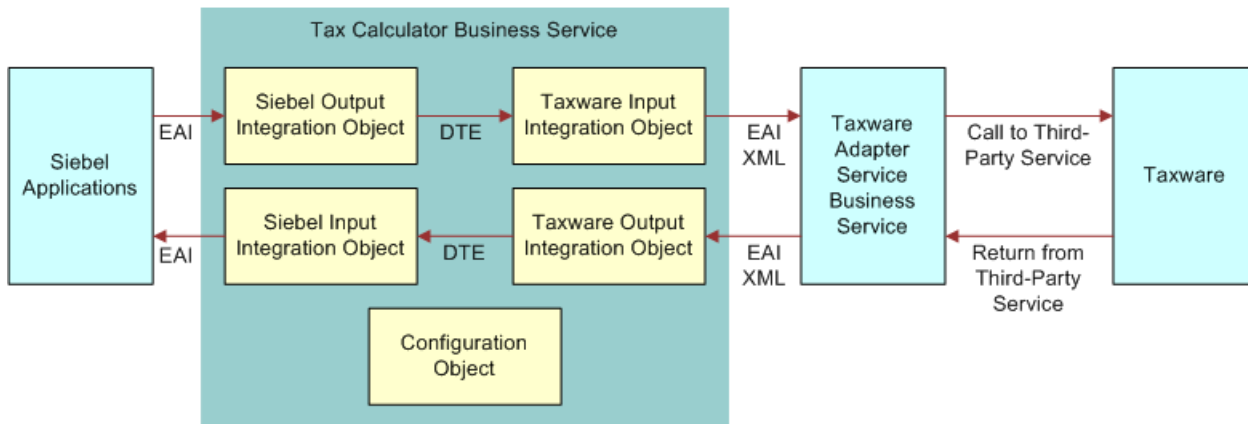 Tax Calculator Business Service
Siebel
Applications
EAI
Siebel Output
Integration Object
DTE
Taxware Input
Integration Object
EAI
XML
Taxware
Adapter
Service
Business
Service
Call to Third-
Party Service
Taxware
EAI
Siebel Input
Integration Object
DTE
Taxware Output
Integration Object
EAI
XML
Return from
Third-Party
Service
Configuration
Object